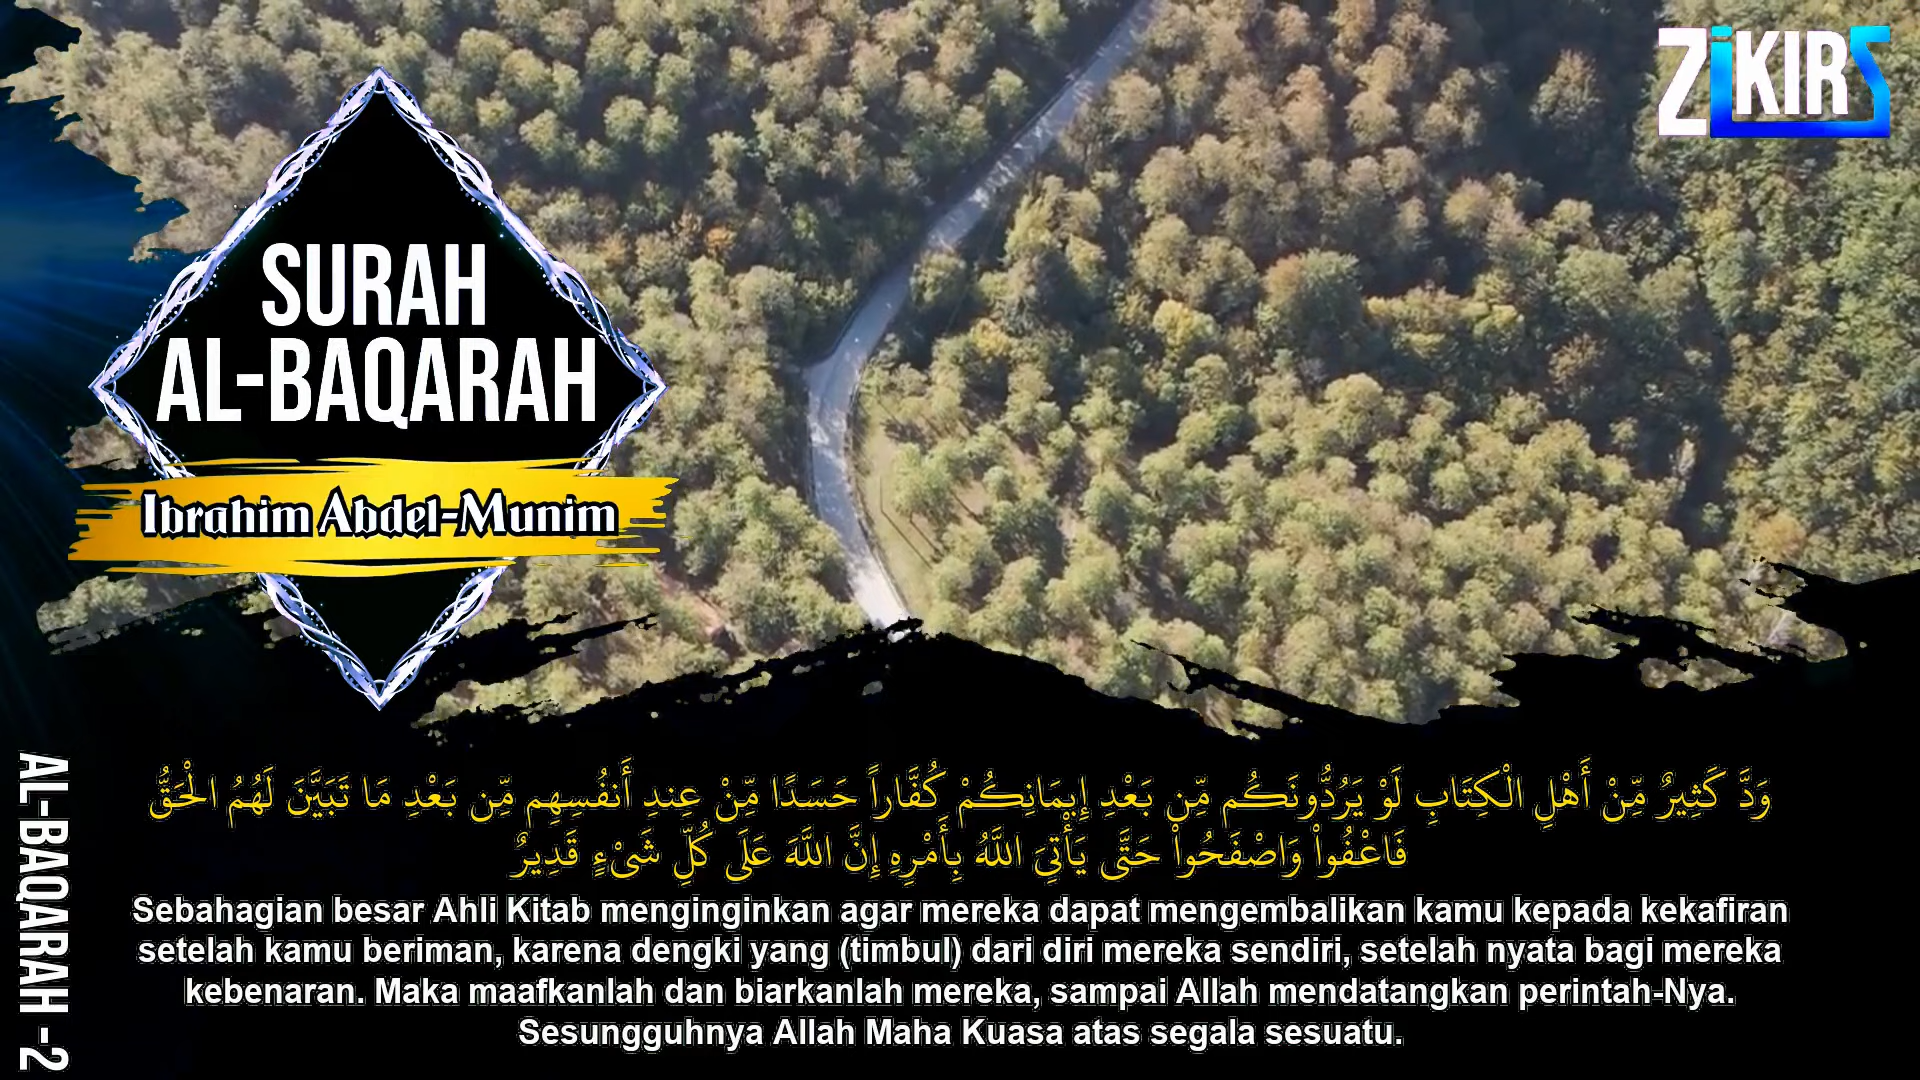 ZiKIRS
SURAH
AL-BAQARAH
Ibrahim Abdel-Munim
AL-BAQARAH -2
وَدَّ كَثِيرٌ مِّنْ أَهْلِ الْكِتَابِ لَوْ يَرُدُّونَكُم مِّن بَعْدِ إِيمَانِكُمْ كُفَّاراً حَسَدًا مِّنْ عِندِ أَنفُسِهِم مِّن بَعْدِ مَا تَبَيَّنَ لَهُمُ الْحَقُّ
فَاعْفُواْ وَاصْفَحُواْ حَتَّى يَأْتِيَ اللَّهُ بِأَمْرِهِ إِنَّ اللَّهَ عَلَى كُلِّ شَيْءٍ قَدِيرٌ
Sebahagian besar Ahli Kitab menginginkan agar mereka dapat mengembalikan kamu kepada kekafiran
setelah kamu beriman, karena dengki yang (timbul) dari diri mereka sendiri, setelah nyata bagi mereka
kebenaran. Maka maafkanlah dan biarkanlah mereka, sampai Allah mendatangkan perintah-Nya.
Sesungguhnya Allah Maha Kuasa atas segala sesuatu.